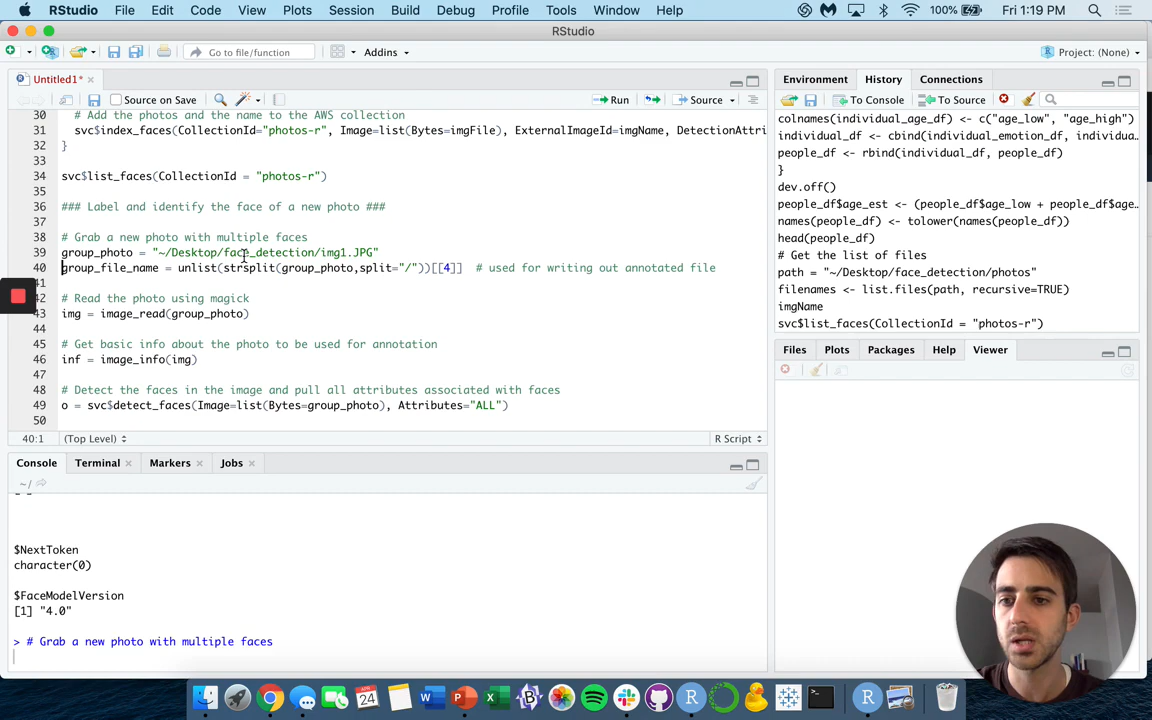 RStudio File Edit Code View Plots Session Build Debug Profile Tools Window Help 100% Fri 1:19 PM
RStudio
Go to file/function Addins Project: (None)
Untitled1*
Source on Save Run Source
30 # Add the photos and the name to the AWS collection
31 svc$index_faces(CollectionId="photos-r", Image=list(Bytes=imgFile), ExternalImageId=imgName, DetectionAttri
32 }
33
34 svc$list_faces(CollectionId = "photos-r")
35
36 ### Label and identify the face of a new photo ###
37
38 # Grab a new photo with multiple faces
39 group_photo = "~/Desktop/face_detection/img1.JPG"
40 group_file_name = unlist(strsplit(group_photo,split="/"))[[4]] # used for writing out annotated file
41
42 # Read the photo using magick
43 img = image_read(group_photo)
44
45 # Get basic info about the photo to be used for annotation
46 inf = image_info(img)
47
48 # Detect the faces in the image and pull all attributes associated with faces
49 o = svc$detect_faces(Image=list(Bytes=group_photo), Attributes="ALL")
50
40:1 (Top Level) R Script
Console Terminal Markers Jobs
~/
$NextToken
character(0)
$FaceModelVersion
[1] "4.0"
> # Grab a new photo with multiple faces
Environment History Connections
To Console To Source
colnames(individual_age_df) <- c("age_low", "age_high")
individual_df <- cbind(individual_emotion_df, individua…
people_df <- rbind(individual_df, people_df)
}
dev.off()
people_df$age_est <- (people_df$age_low + people_df$age…
names(people_df) <- tolower(names(people_df))
head(people_df)
# Get the list of files
path = "~/Desktop/face_detection/photos"
filenames <- list.files(path, recursive=TRUE)
imgName
svc$list_faces(CollectionId = "photos-r")
Files Plots Packages Help Viewer